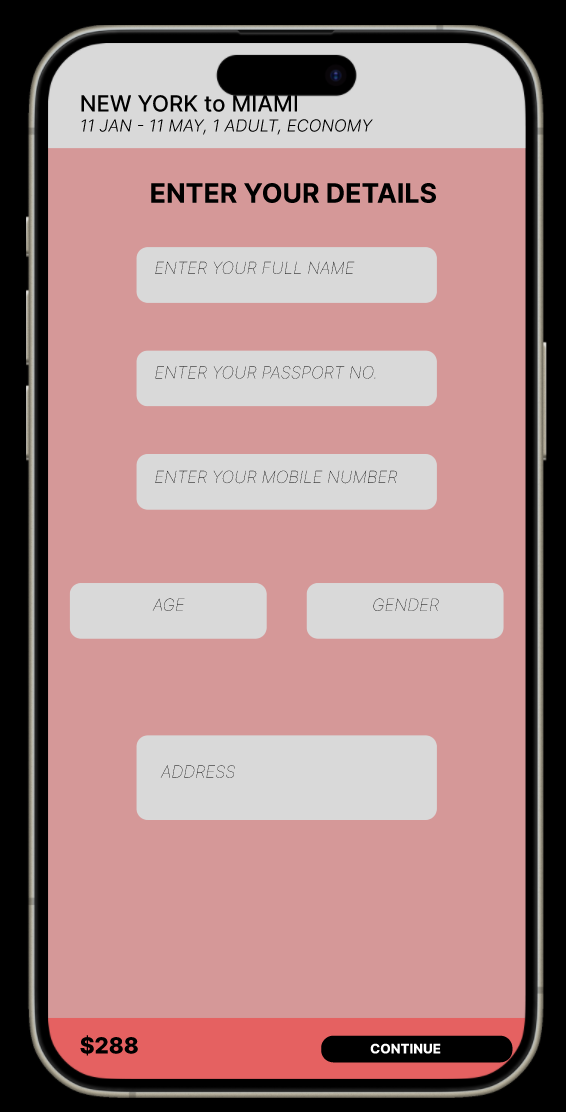 NEW YORK to MIAMI
11 JAN - 11 MAY, 1 ADULT, ECONOMY
ENTER YOUR DETAILS
ENTER YOUR FULL NAME
ENTER YOUR PASSPORT NO.
ENTER YOUR MOBILE NUMBER
AGE GENDER
ADDRESS
$288 CONTINUE